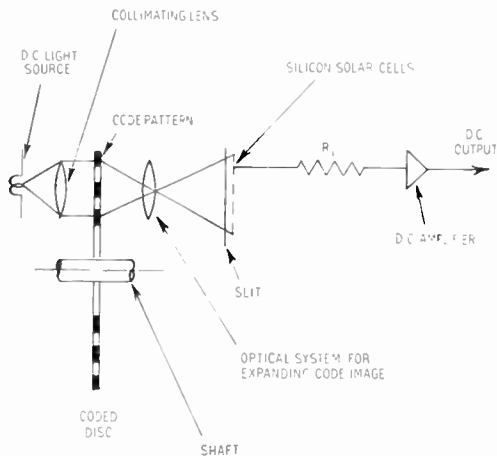 COLLIMATING LENS
D.C. LIGHT
SOURCE
SILICON SOLAR CELLS
CODE PATTERN
R
D.C.
OUTPUT
D.C. AMPLIFIER
SLIT
OPTICAL SYSTEM FOR
EXPANDING CODE IMAGE
CODED
DISC
SHAFT